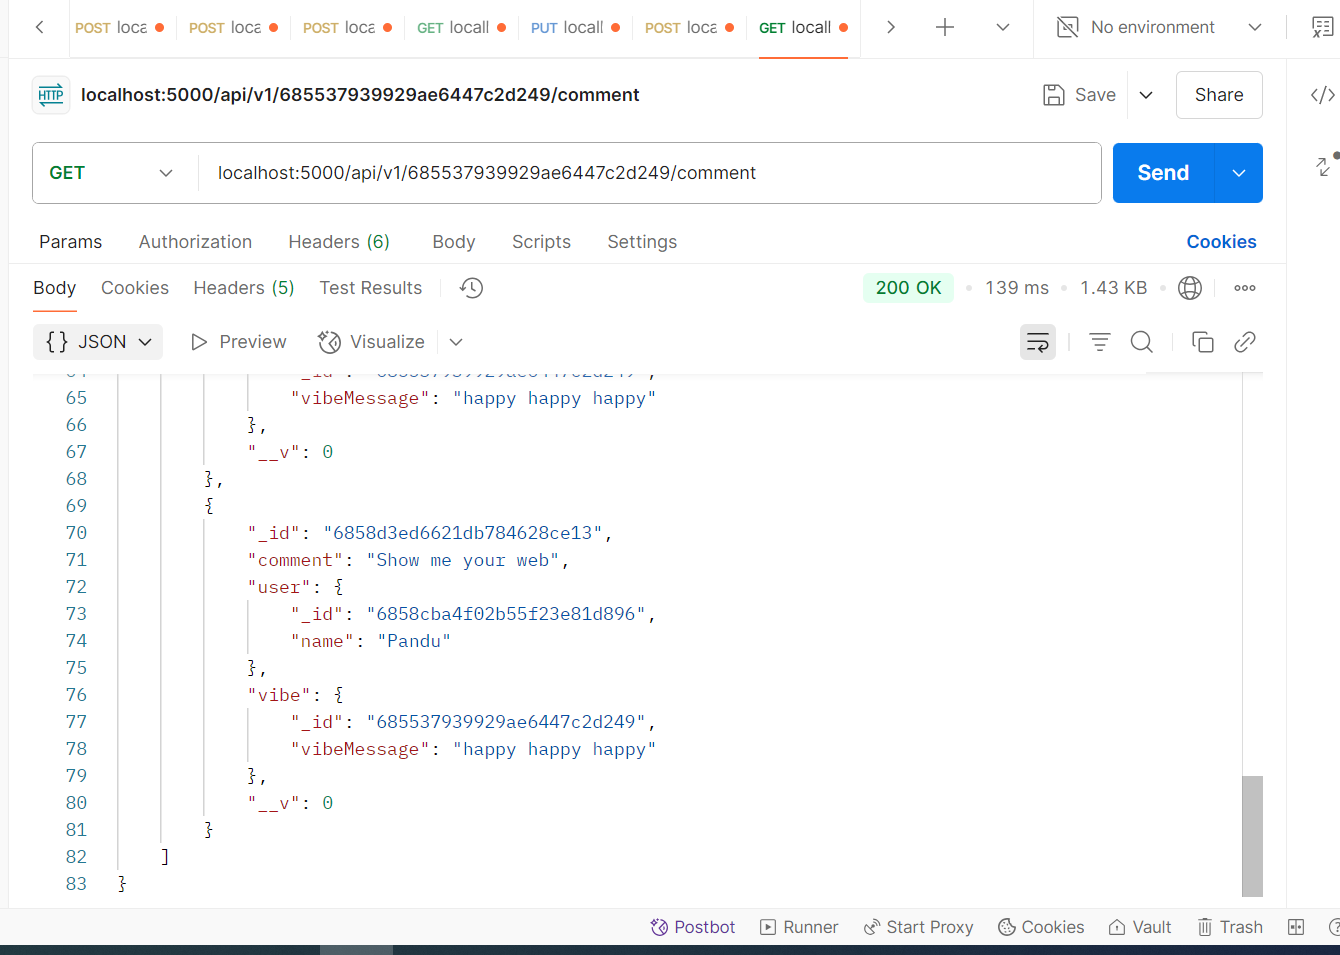 POST loca POST loca POST loca GET locall PUT locall POST loca GET locall No environment
HTTP localhost:5000/api/v1/685537939929ae6447c2d249/comment Save Share
GET localhost:5000/api/v1/685537939929ae6447c2d249/comment Send
Params Authorization Headers (6) Body Scripts Settings Cookies
Body Cookies Headers (5) Test Results 200 OK 139 ms 1.43 KB
{} JSON Preview Visualize
64 "_id": "685537939929ae6447c2d249",
65 "vibeMessage": "happy happy happy"
66 },
67 "__v": 0
68 },
69 {
70 "_id": "6858d3ed6621db784628ce13",
71 "comment": "Show me your web",
72 "user": {
73 "_id": "6858cba4f02b55f23e81d896",
74 "name": "Pandu"
75 },
76 "vibe": {
77 "_id": "685537939929ae6447c2d249",
78 "vibeMessage": "happy happy happy"
79 },
80 "__v": 0
81 }
82 ]
83 }
Postbot Runner Start Proxy Cookies Vault Trash